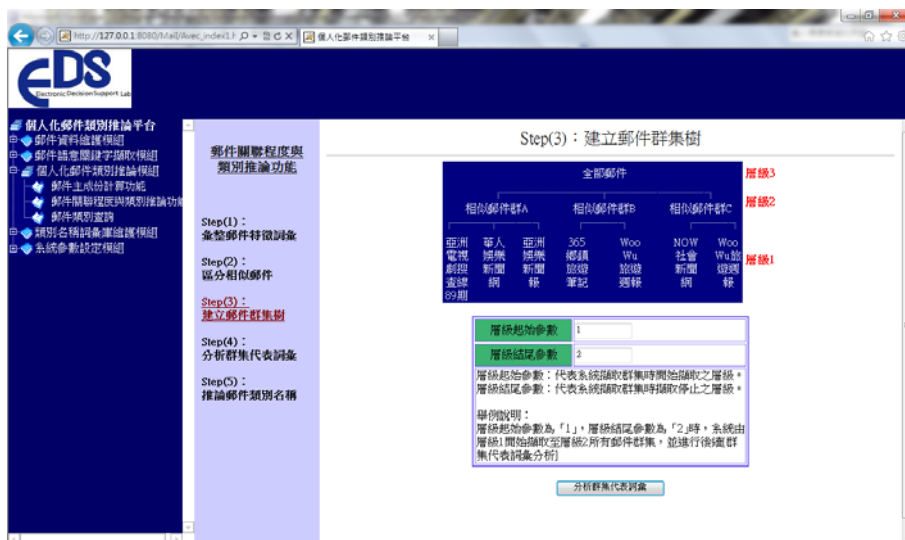 http://127.0.0.1:8080/Mail/Avec_index1.h
個人化郵件類別推論平台
EDS
Electronic Decision Support Lab
個人化郵件類別推論平台
郵件資料維護模組
郵件語意關鍵字擷取模組
個人化郵件類別推論模組
郵件主成份計算功能
郵件關聯程度與類別推論功
郵件類別查詢
類別名稱詞彙庫維護模組
系統參數設定模組
郵件關聯程度與
類別推論功能
Step(1)：
彙整郵件特徵詞彙
Step(2)：
區分相似郵件
Step(3)：
建立郵件群集樹
Step(4)：
分析群集代表詞彙
Step(5)：
推論郵件類別名稱
Step(3)：建立郵件群集樹
全部郵件
層級3
相似郵件群A
相似郵件群B
相似郵件群C
層級2
亞洲
電視
劇搜
查線
89期
華人
娛樂
新聞
網
亞洲
娛樂
新聞
報
365
鄉鎮
旅遊
筆記
Woo
Wu
旅遊
週報
NOW
社會
新聞
網
Woo
Wu旅
遊週
報
層級1
層級起始參數
1
層級結尾參數
2
層級起始參數：代表系統擷取群集時開始擷取之層級。
層級結尾參數：代表系統擷取群集時擷取停止之層級。
舉例說明：
層級起始參數為「1」，層級結尾參數為「2」時，系統由
層級1開始擷取至層級2所有郵件群集，並進行後續[群
集代表詞彙分析]
分析群集代表詞彙